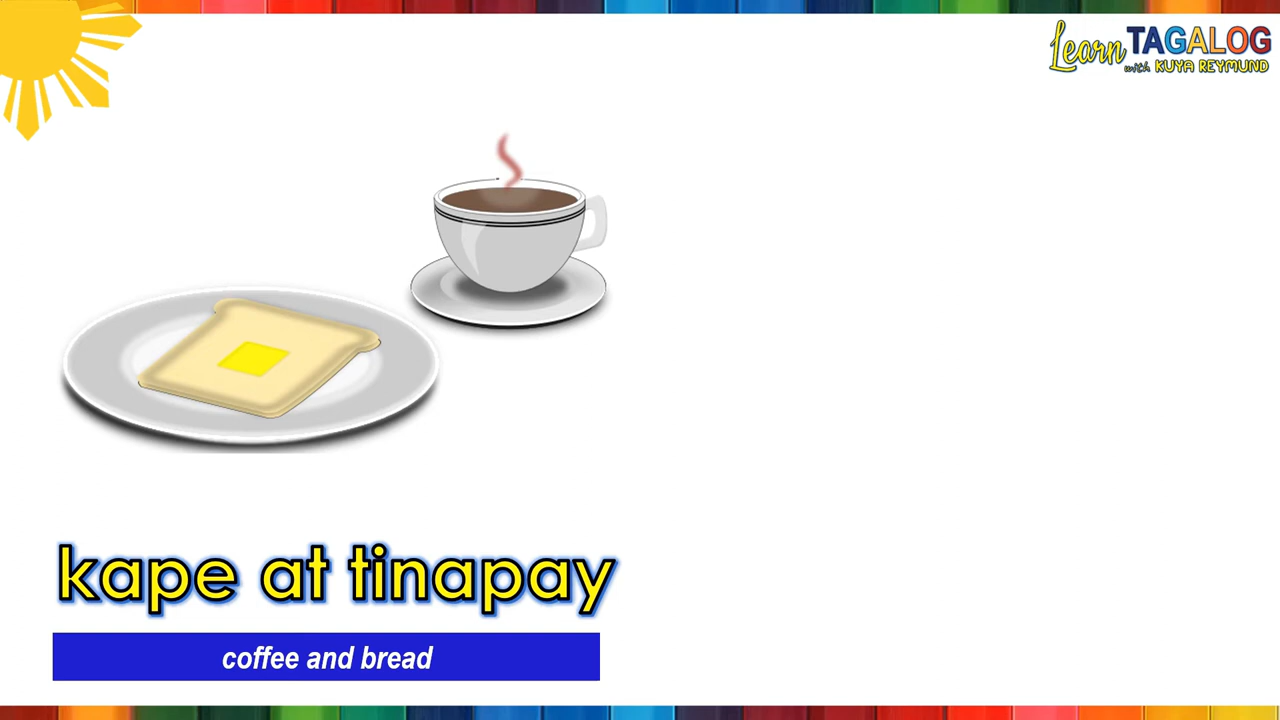 Learn TAGALOG
with KUYA REYMUND
kape at tinapay
coffee and bread